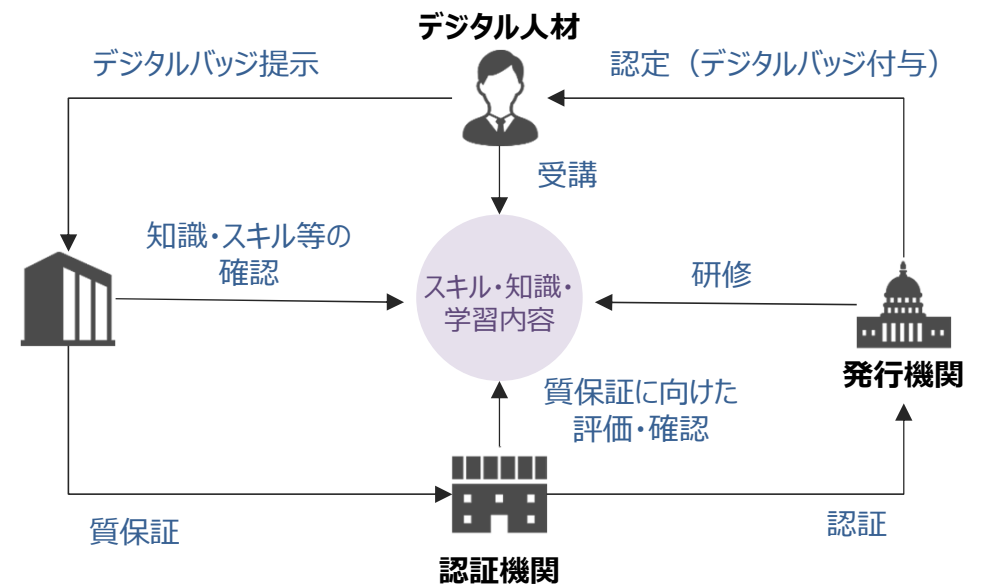 デジタル人材
デジタルバッジ提示
認定（デジタルバッジ付与）
受講
知識・スキル等の
確認
スキル・知識・
学習内容
研修
発行機関
質保証に向けた
評価・確認
質保証
認証
認証機関